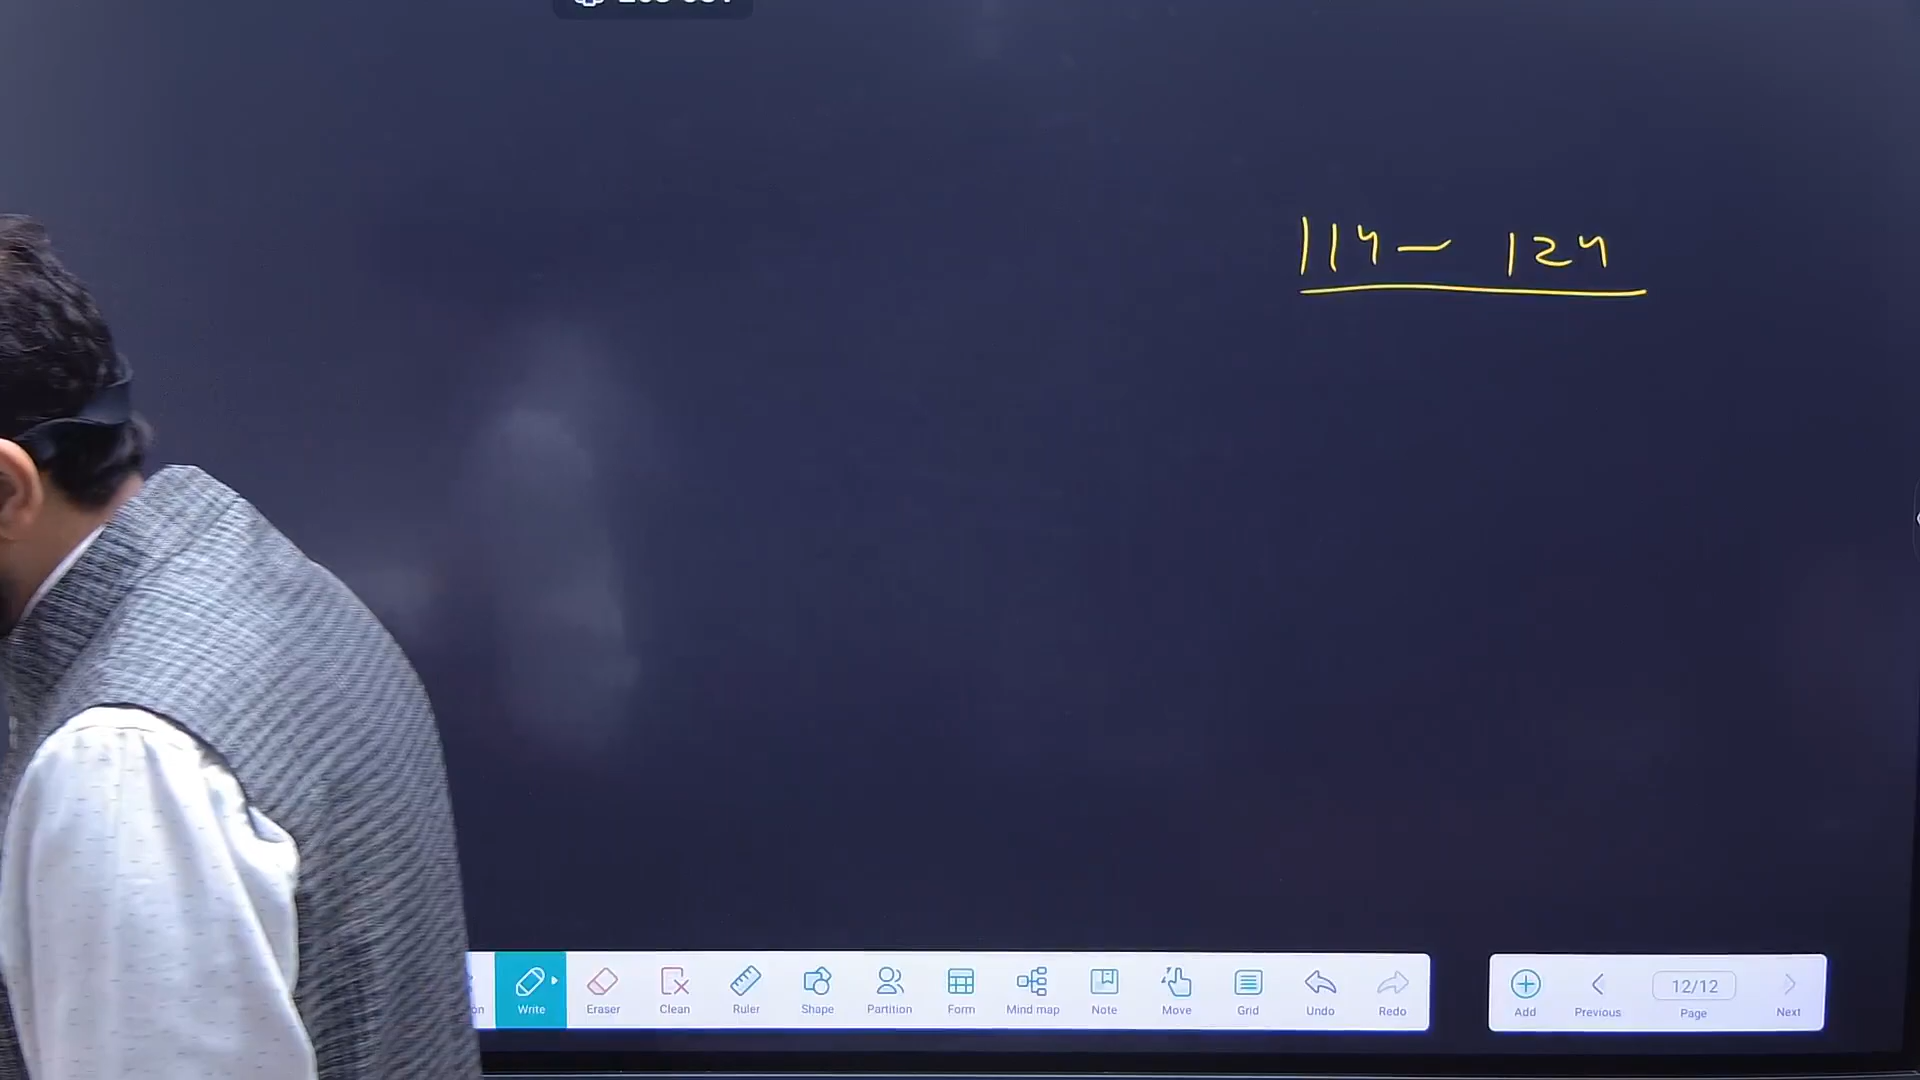 114 - 124
Write
Eraser
Clean
Ruler
Shape
Partition
Form
Mind map
Note
Move
Grid
Undo
Redo
Add
Previous
12/12
Page
Next